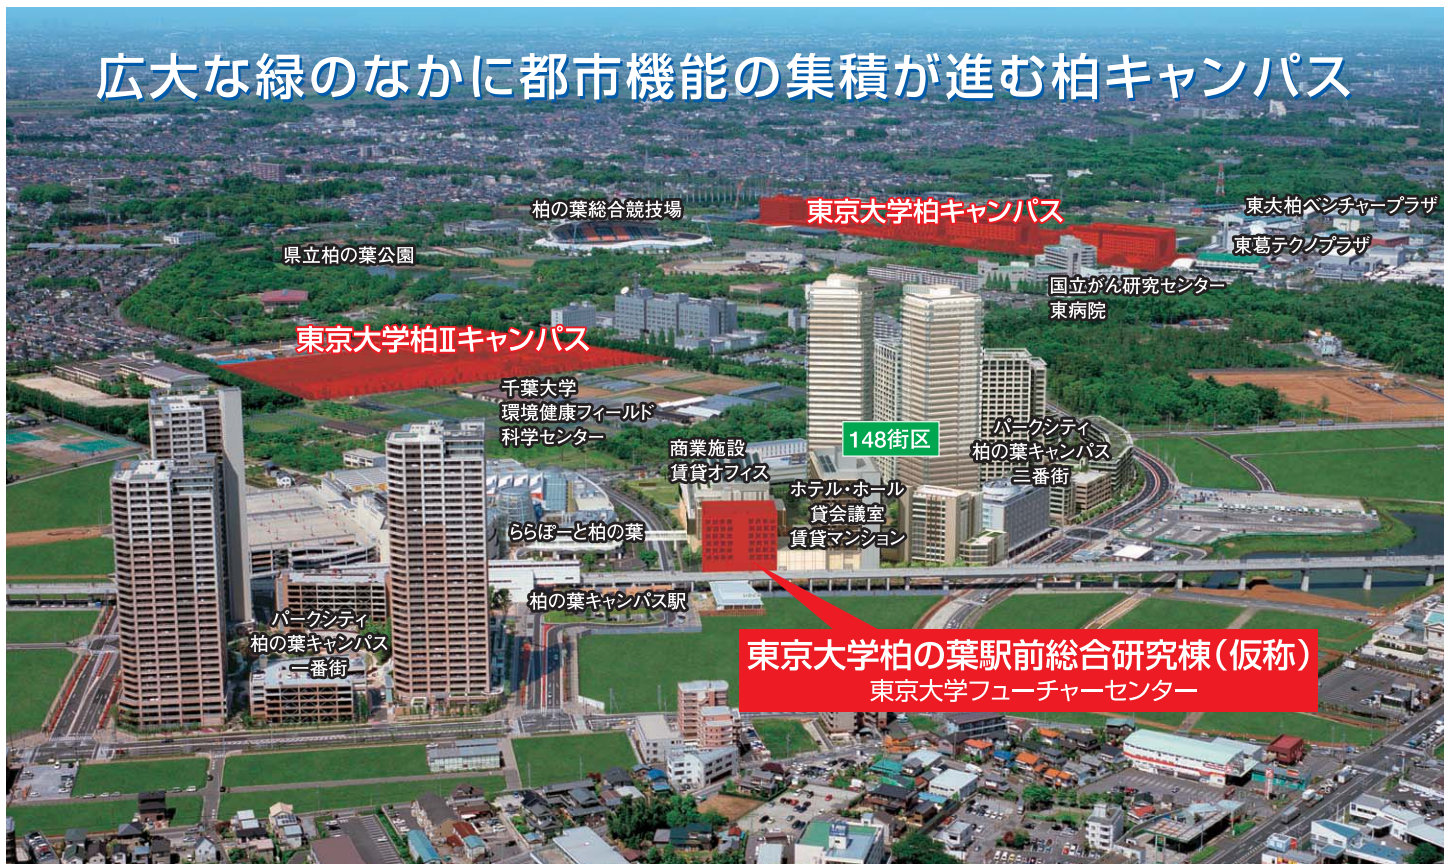 広大な緑のなかに都市機能の集積が進む柏キャンパス
柏の葉総合競技場
東京大学柏キャンパス
東大柏ベンチャープラザ
東葛テクノプラザ
県立柏の葉公園
国立がん研究センター
東病院
東京大学柏Ⅱキャンパス
千葉大学
環境健康フィールド
科学センター
商業施設
賃貸オフィス
148街区
パークシティ
柏の葉キャンパス
二番街
ホテル・ホール
貸会議室
賃貸マンション
ららぽーと柏の葉
柏の葉キャンパス駅
パークシティ
柏の葉キャンパス
一番街
東京大学柏の葉駅前総合研究棟（仮称）
東京大学フューチャーセンター